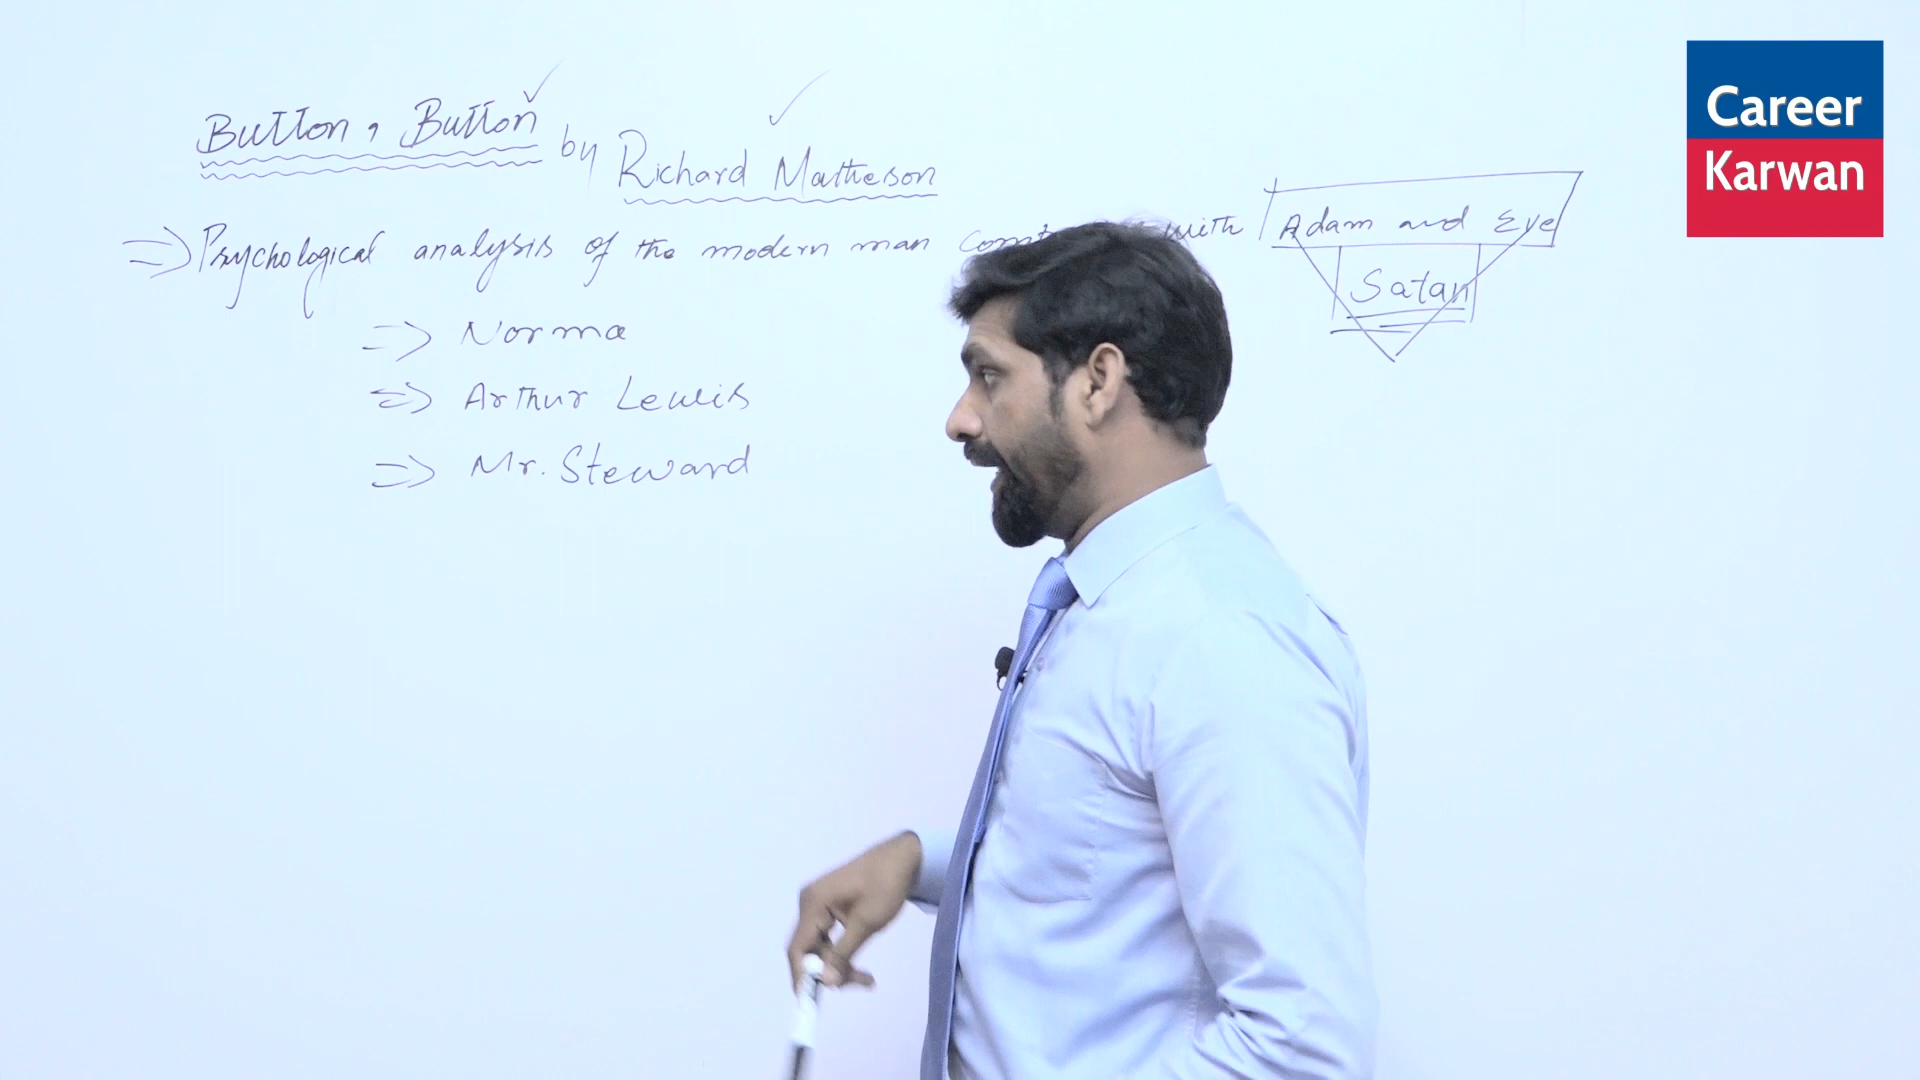 Button, Button by Richard Matheson
⇒ Psychological analysis of the modern man with Adam and Eve
Satan
⇒ Norma
⇒ Arthur Lewis
⇒ Mr. Steward
Career
Karwan